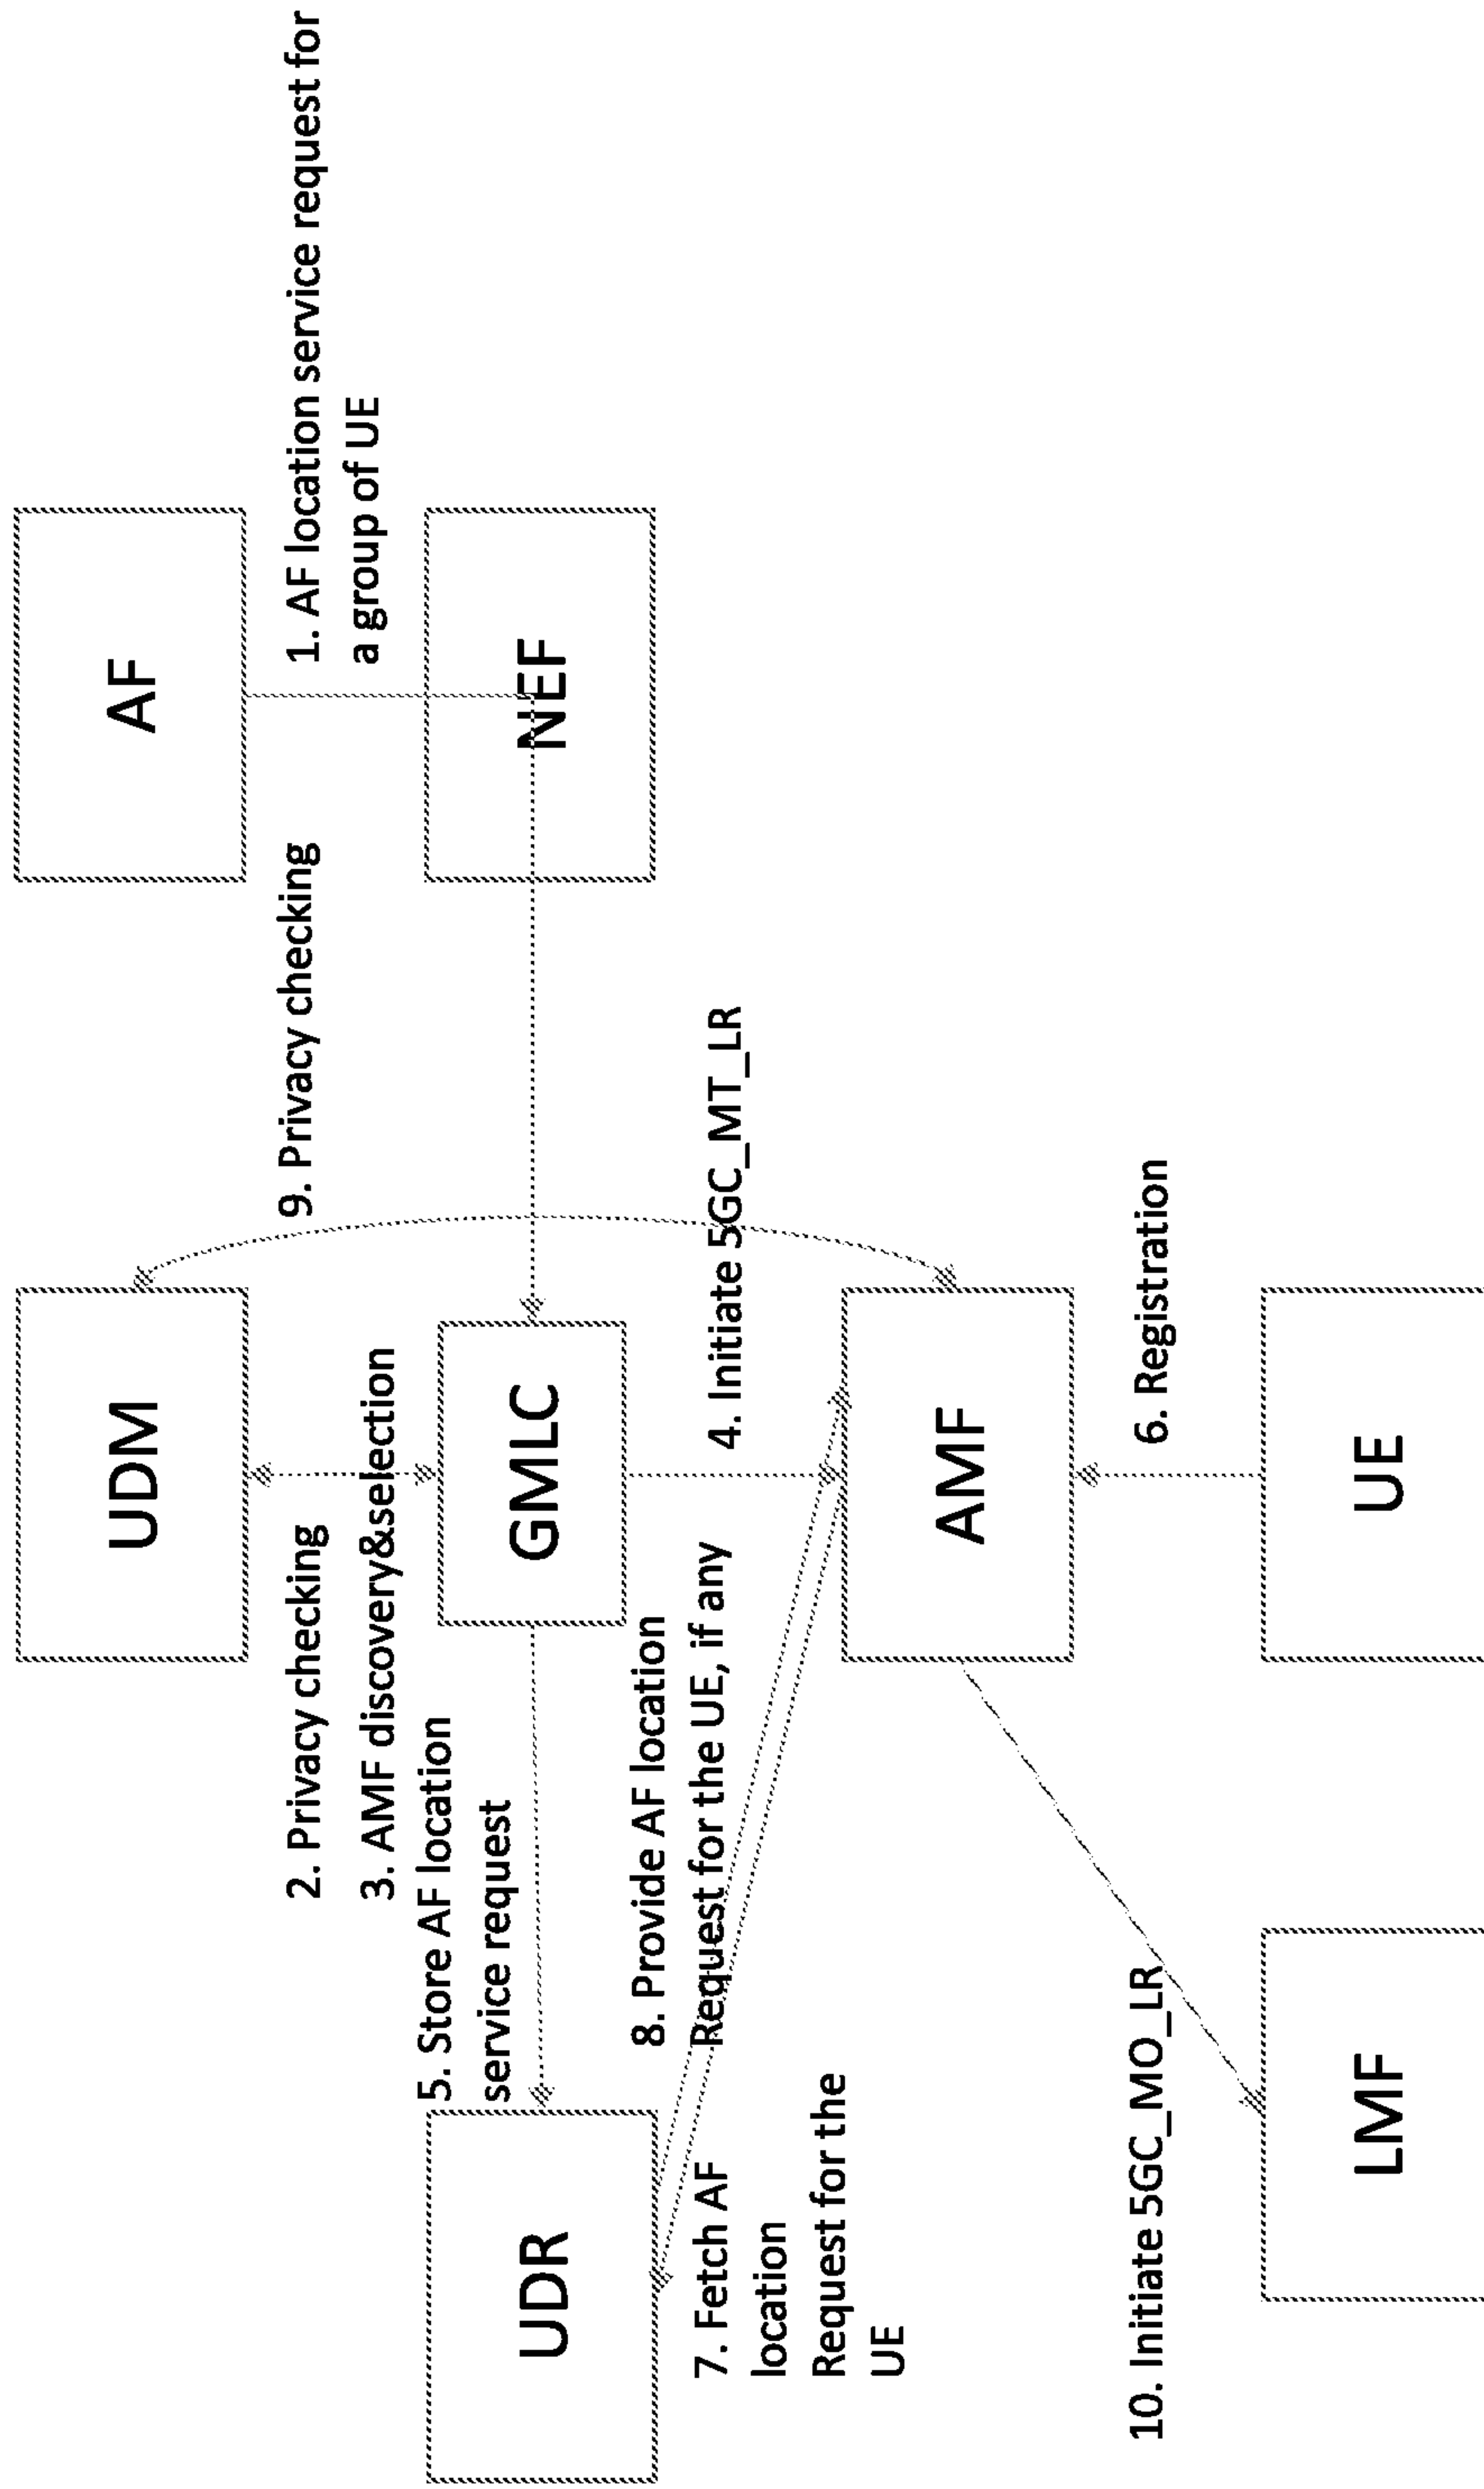 AF
1. AF location service request for
a group of UE
NEF
9. Privacy checking
UDM
2. Privacy checking
3. AMF discovery&selection
GMLC
4. Initiate 5GC_MT_LR
5. Store AF location
service request
UDR
8. Provide AF location
Request for the UE, if any
7. Fetch AF
location
Request for the
UE
AMF
6. Registration
UE
10. Initiate 5GC_MO_LR
LMF